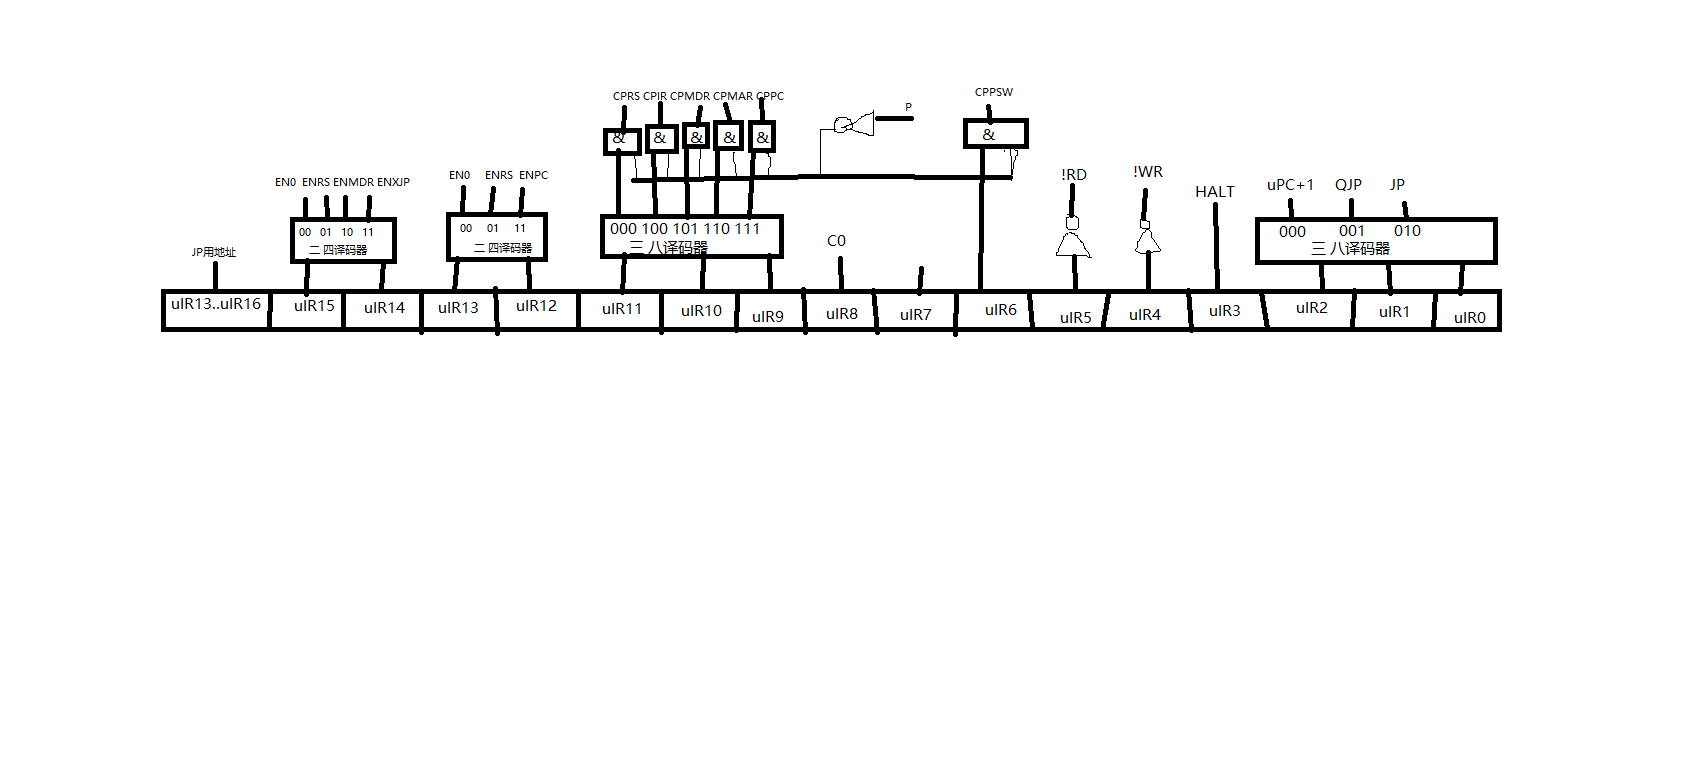 CPRS CPIR CPMDR CPMAR CPPC
P
CPPSW
& & & & &
&
EN0 ENRS ENMDR ENXJP
EN0 ENRS ENPC
!RD
!WR
HALT
uPC+1 QJP JP
00 01 10 11
二 四译码器
00 01 11
二 四译码器
000 100 101 110 111
三 八译码器
000 001 010
三 八译码器
JP用地址
C0
uIR13..uIR16 uIR15 uIR14 uIR13 uIR12 uIR11 uIR10 uIR9 uIR8 uIR7 uIR6 uIR5 uIR4 uIR3 uIR2 uIR1 uIR0